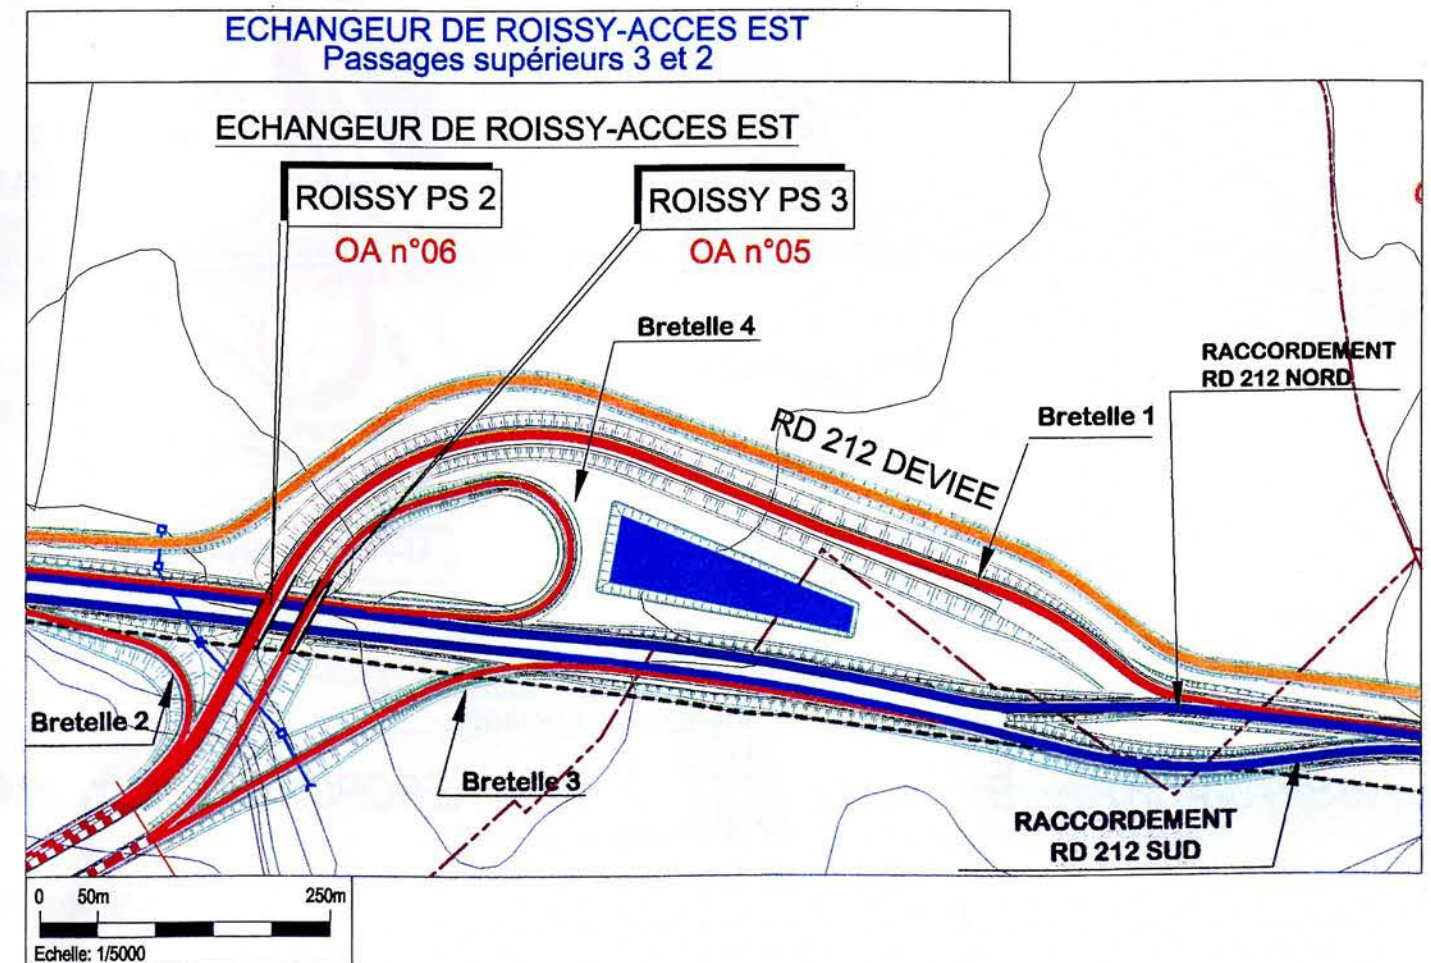 ECHANGEUR DE ROISSY-ACCES EST
Passages supérieurs 3 et 2
ECHANGEUR DE ROISSY-ACCES EST
ROISSY PS 2
ROISSY PS 3
OA n°06
OA n°05
Bretelle 4
RACCORDEMENT
RD 212 NORD
Bretelle 1
RD 212 DEVIEE
Bretelle 2
Bretelle 3
RACCORDEMENT
RD 212 SUD
0 50m 250m
Echelle: 1/5000